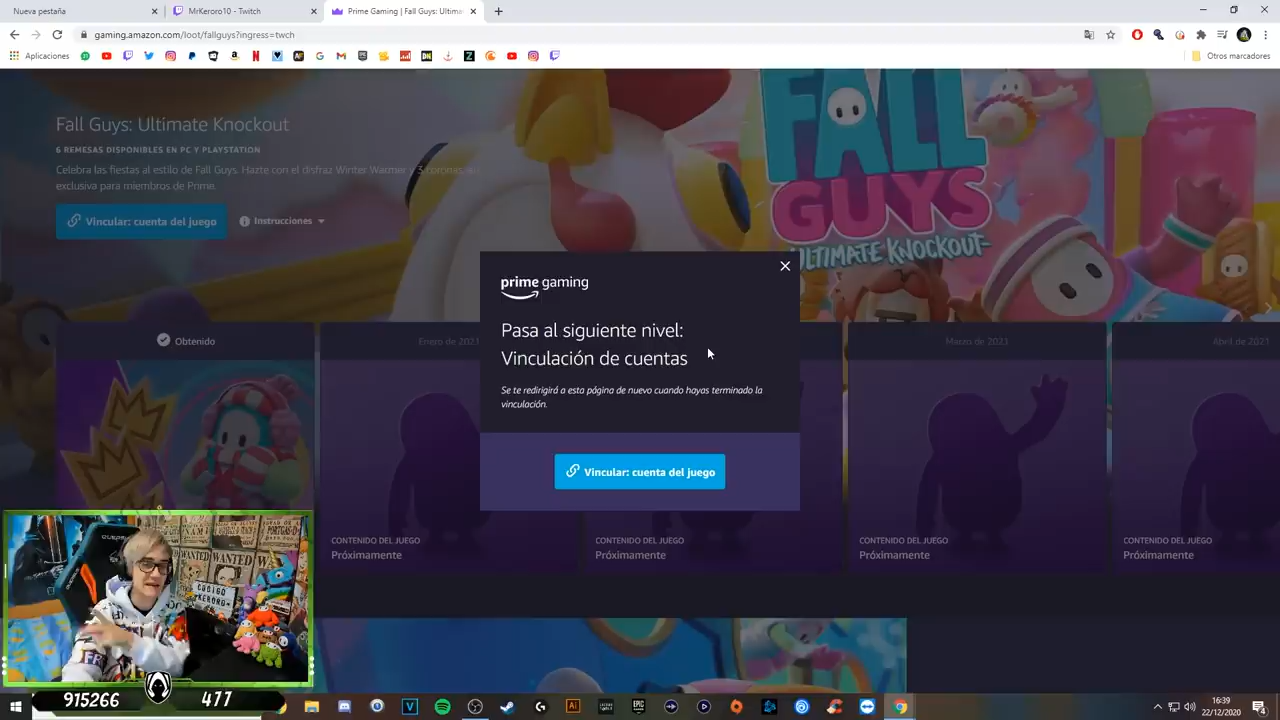 Nueva pestaña
MrKeroro10 - Twitch
Prime Gaming | Fall Guys: Ultima
gaming.amazon.com/loot/fallguys?ingress=twch
Aplicaciones
Otros marcadores
Fall Guys: Ultimate Knockout
6 REMESAS DISPONIBLES EN PC Y PLAYSTATION
Celebra las fiestas al estilo de Fall Guys. Hazte con el disfraz Winter Warmer y 3 coronas
exclusiva para miembros de Prime.
Vincular: cuenta del juego
Instrucciones
FALL
GUYS
ULTIMATE KNOCKOUT
prime gaming
Pasa al siguiente nivel:
Vinculación de cuentas
Se te redirigirá a esta página de nuevo cuando hayas terminado la
vinculación.
Vincular: cuenta del juego
Obtenido
Enero de 2021
Marzo de 2021
Abril de 2021
CONTENIDO DEL JUEGO
Próximamente
CONTENIDO DEL JUEGO
Próximamente
CONTENIDO DEL JUEGO
Próximamente
CONTENIDO DEL JUEGO
Próximamente
WANTED
WANTED
CODIGO
KERORO
915266
477
16:39
22/12/2020